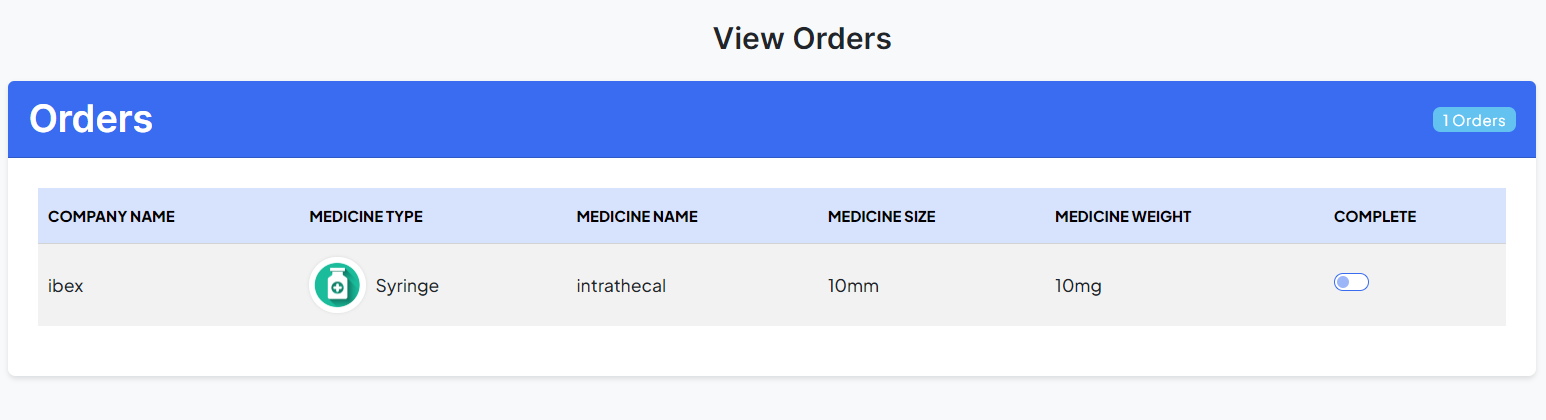 View Orders
Orders
1 Orders
COMPANY NAME MEDICINE TYPE MEDICINE NAME MEDICINE SIZE MEDICINE WEIGHT COMPLETE
ibex Syringe intrathecal 10mm 10mg